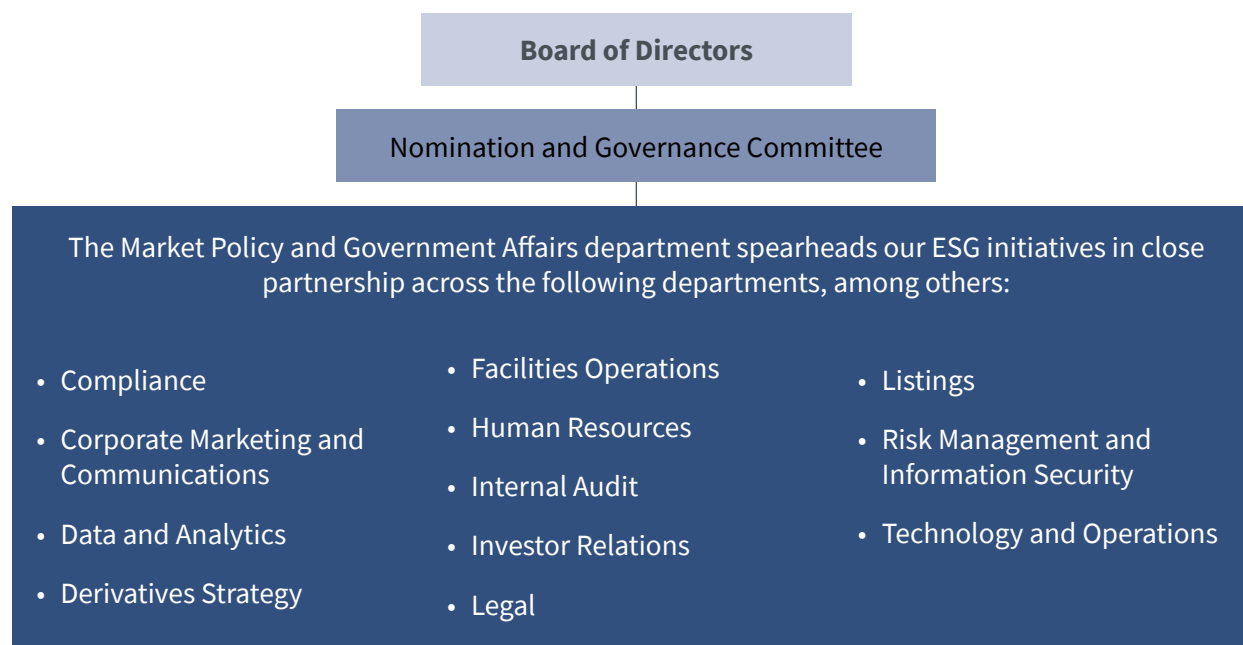 Board of Directors
Nomination and Governance Committee
The Market Policy and Government Affairs department spearheads our ESG initiatives in close
partnership across the following departments, among others:
• Compliance
• Corporate Marketing and
Communications
• Data and Analytics
• Derivatives Strategy
• Facilities Operations
• Human Resources
• Internal Audit
• Investor Relations
• Legal
• Listings
• Risk Management and
Information Security
• Technology and Operations